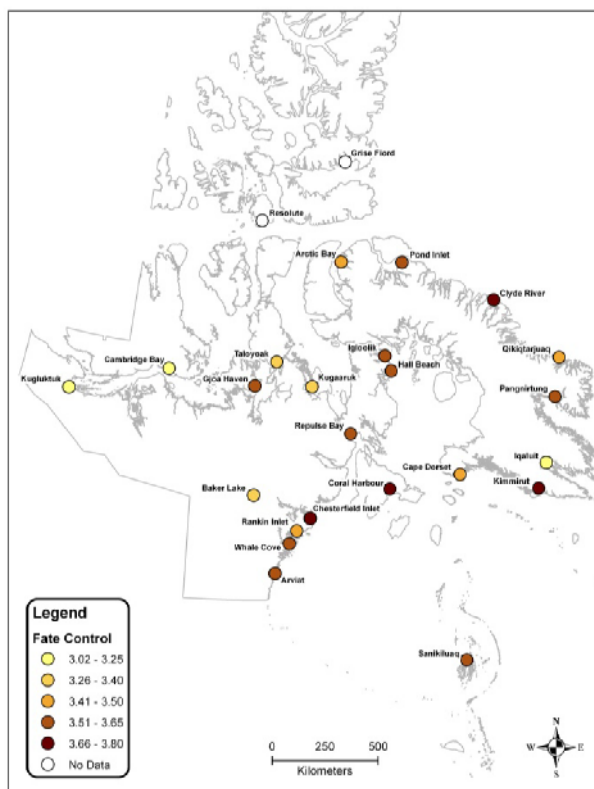 Grise Fiord
Resolute
Arctic Bay
Pond Inlet
Clyde River
Igloolik
Hall Beach
Qikiqtarjuaq
Pangnirtung
Taloyoak
Cambridge Bay
Kugluktuk
Gjoa Haven
Kugaaruk
Repulse Bay
Cape Dorset
Iqaluit
Kimmirut
Coral Harbour
Baker Lake
Chesterfield Inlet
Rankin Inlet
Whale Cove
Arviat
Sanikiluaq
Legend
Fate Control
3.02 - 3.25
3.26 - 3.40
3.41 - 3.50
3.51 - 3.65
3.66 - 3.80
No Data
0 250 500
Kilometers
N
W E
S